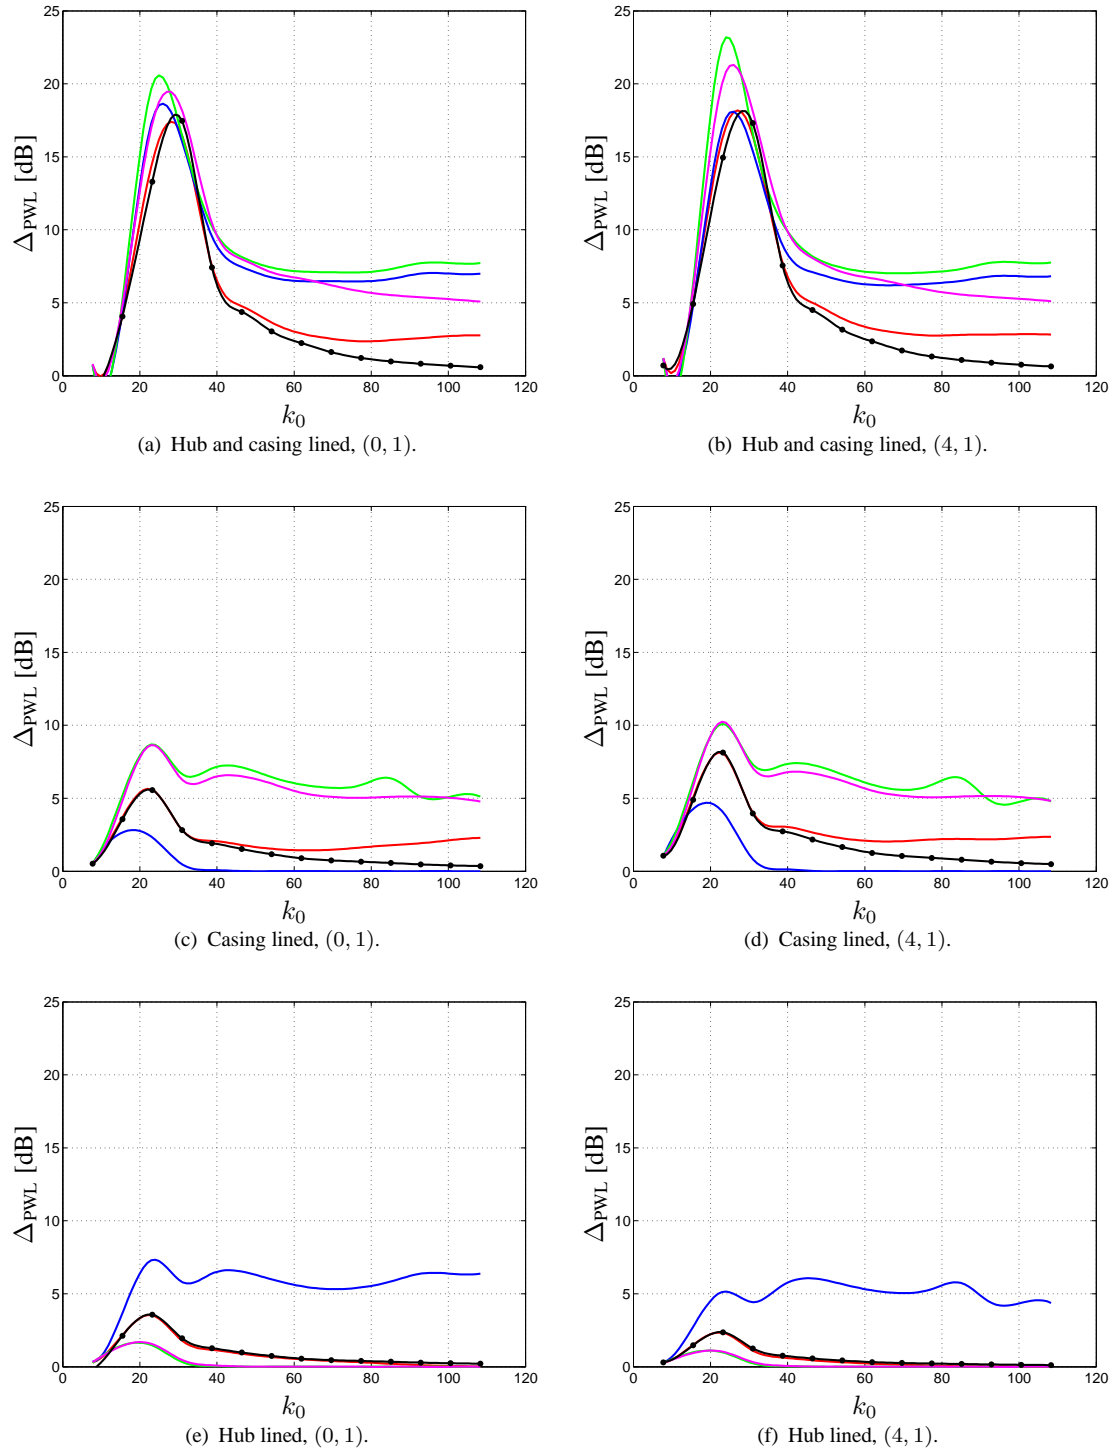 25
20
15
10
5
0
Δ_PWL [dB]
0 20 40 60 80 100 120
k_0
(a) Hub and casing lined, (0, 1).
25
20
15
10
5
0
Δ_PWL [dB]
0 20 40 60 80 100 120
k_0
(b) Hub and casing lined, (4, 1).
25
20
15
10
5
0
Δ_PWL [dB]
0 20 40 60 80 100 120
k_0
(c) Casing lined, (0, 1).
25
20
15
10
5
0
Δ_PWL [dB]
0 20 40 60 80 100 120
k_0
(d) Casing lined, (4, 1).
25
20
15
10
5
0
Δ_PWL [dB]
0 20 40 60 80 100 120
k_0
(e) Hub lined, (0, 1).
25
20
15
10
5
0
Δ_PWL [dB]
0 20 40 60 80 100 120
k_0
(f) Hub lined, (4, 1).